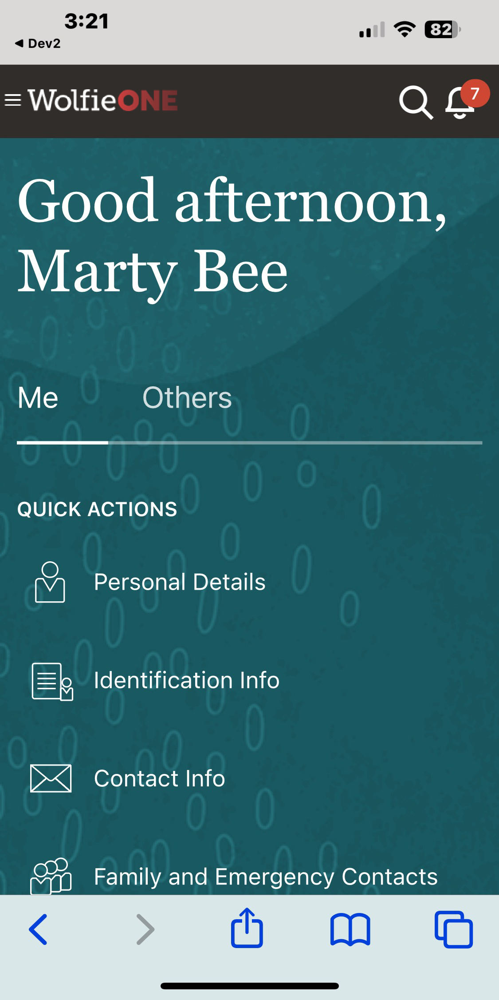 3:21
82
Dev2
WolfieONE
7
Good afternoon,
Marty Bee
Me Others
QUICK ACTIONS
Personal Details
Identification Info
Contact Info
Family and Emergency Contacts